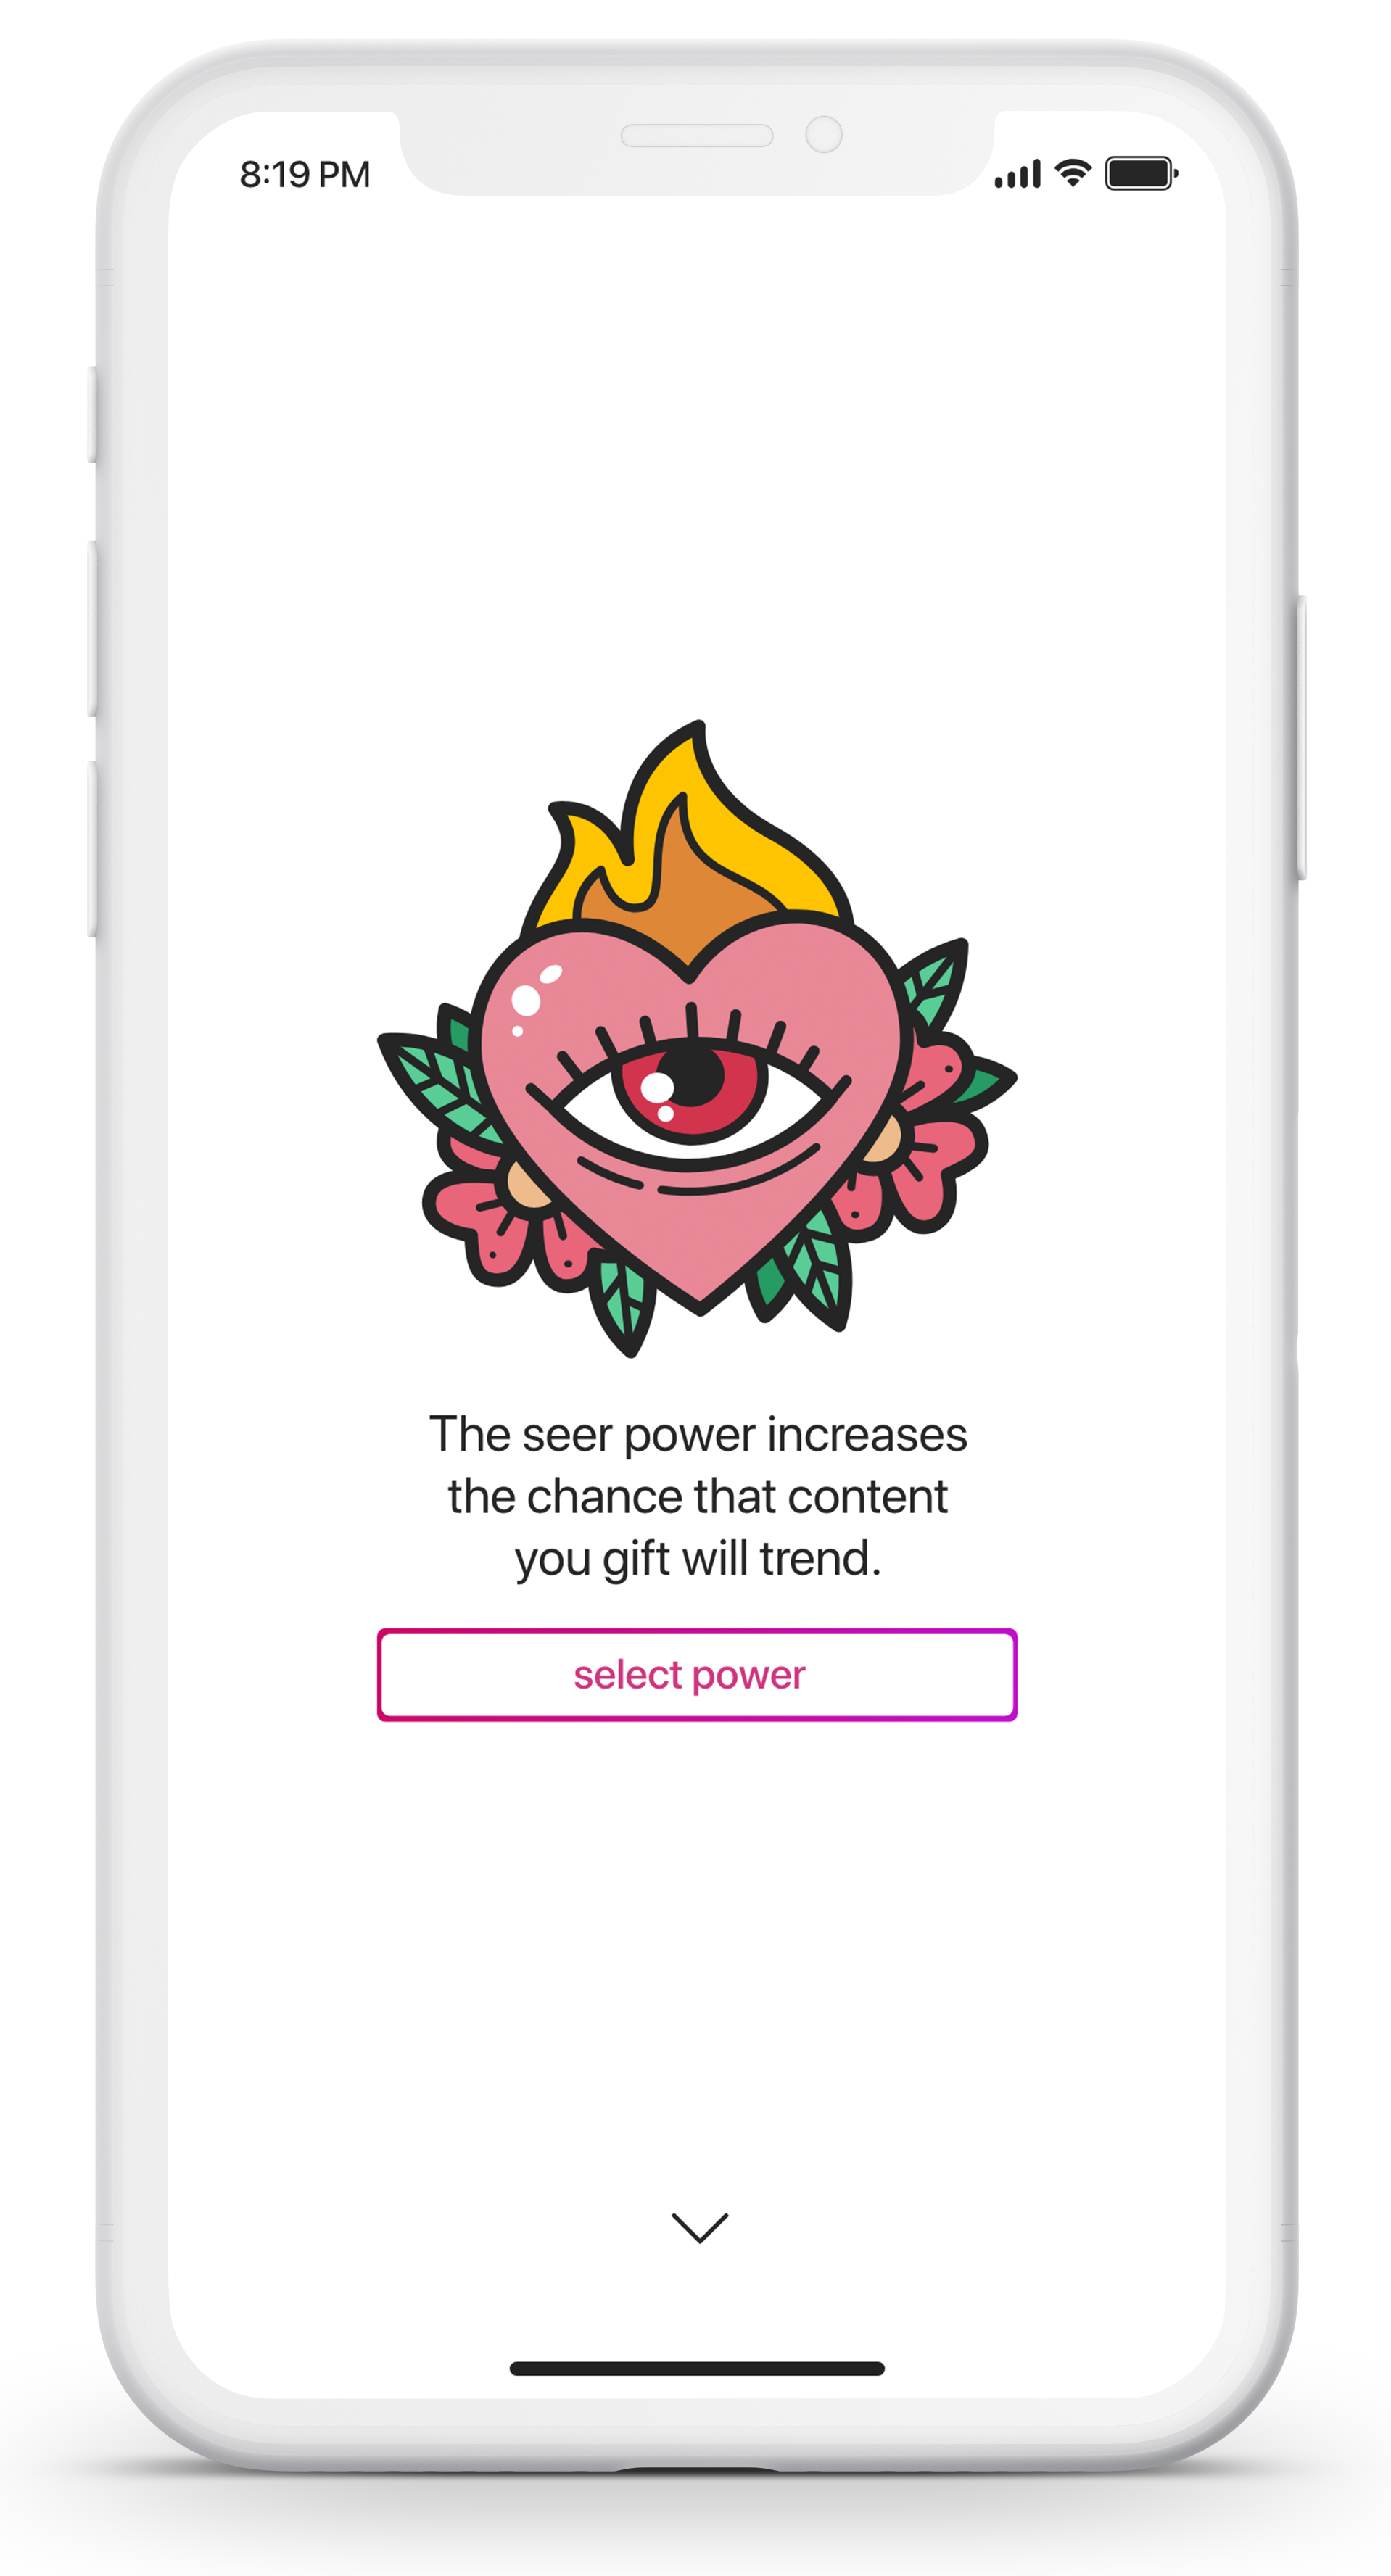 8:19 PM
The seer power increases
the chance that content
you gift will trend.
select power